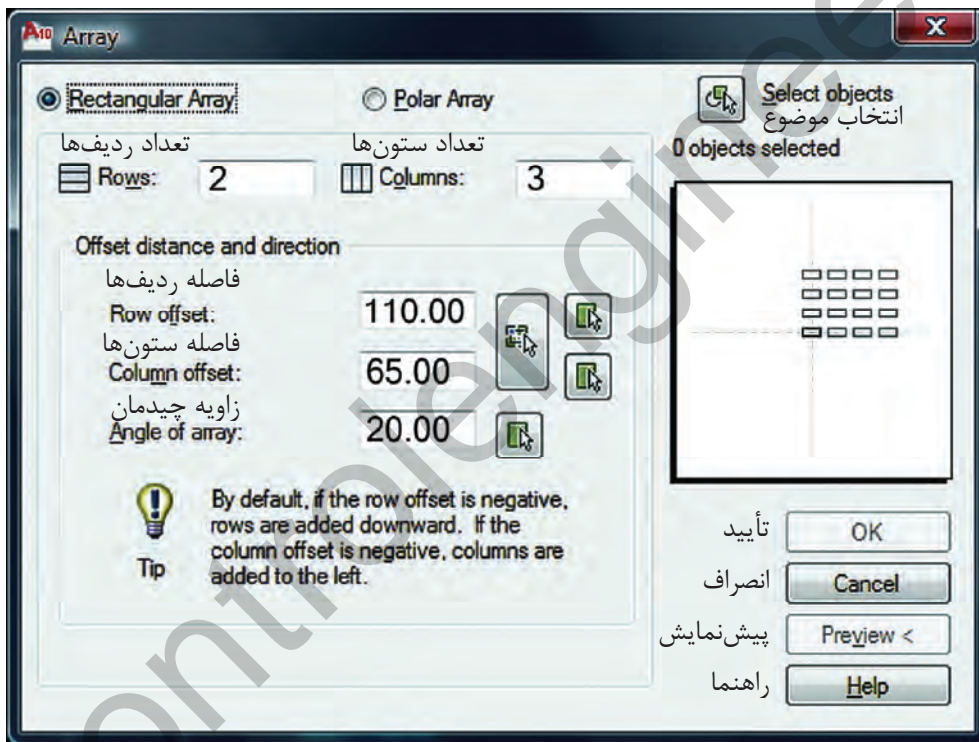 A10 Array
Rectangular Array
Polar Array
Select objects
انتخاب موضوع
0 objects selected
تعداد ردیف‌ها
تعداد ستون‌ها
Rows: 2
Columns: 3
Offset distance and direction
فاصله ردیف‌ها
Row offset: 110.00
فاصله ستون‌ها
Column offset: 65.00
زاویه چیدمان
Angle of array: 20.00
Tip
By default, if the row offset is negative,
rows are added downward. If the
column offset is negative, columns are
added to the left.
تأیید OK
انصراف Cancel
پیش‌نمایش Preview <
راهنما Help
ontrolenginee